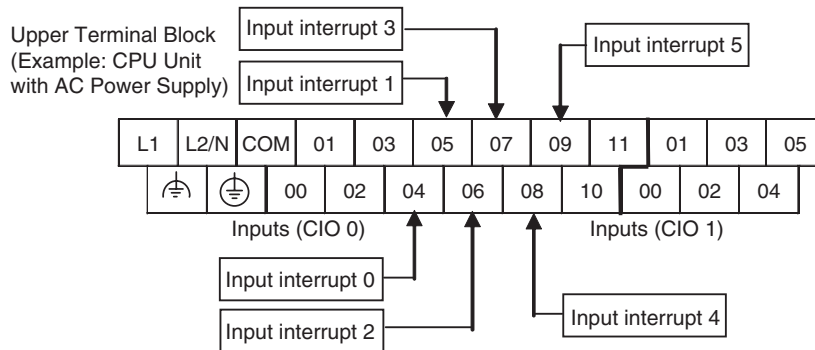 Upper Terminal Block
(Example: CPU Unit
with AC Power Supply)
Input interrupt 3
Input interrupt 1
Input interrupt 5
L1 L2/N COM 01 03 05 07 09 11 01 03 05
00 02 04 06 08 10 00 02 04
Inputs (CIO 0)
Inputs (CIO 1)
Input interrupt 0
Input interrupt 2
Input interrupt 4